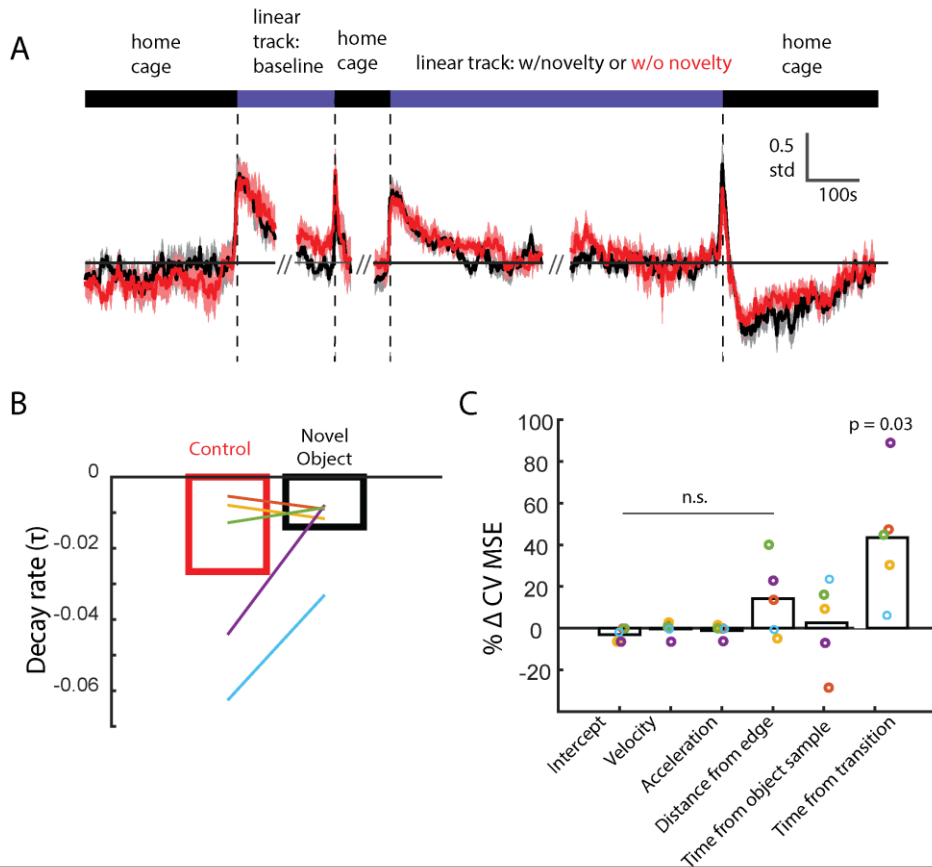 A
home
cage
linear
track:
baseline
home
cage
linear track: w/novelty or w/o novelty
home
cage
0.5
std
100s
//
//
//
B
Control
Novel
Object
0
-0.02
-0.04
-0.06
Decay rate (τ)
C
100
80
60
40
20
0
-20
% Δ CV MSE
n.s.
p = 0.03
Intercept
Velocity
Acceleration
Distance from edge
Time from object sample
Time from transition